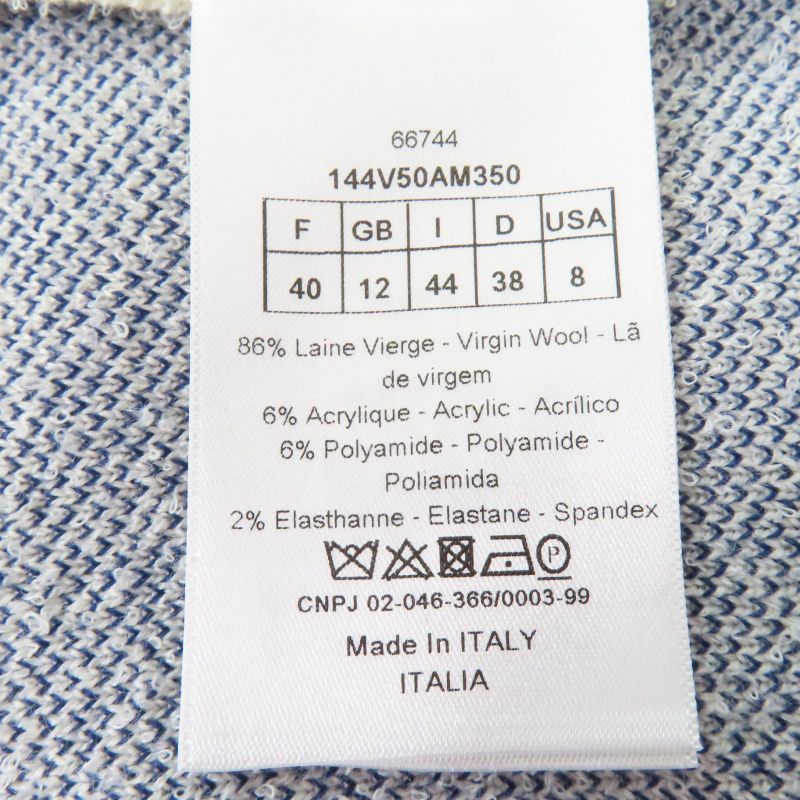 66744
144V50AM350
F GB I D USA
40 12 44 38 8
86% Laine Vierge - Virgin Wool - Lã
de virgem
6% Acrylique - Acrylic - Acrílico
6% Polyamide - Polyamide -
Poliamida
2% Elasthanne - Elastane - Spandex
P
CNPJ 02-046-366/0003-99
Made In ITALY
ITALIA